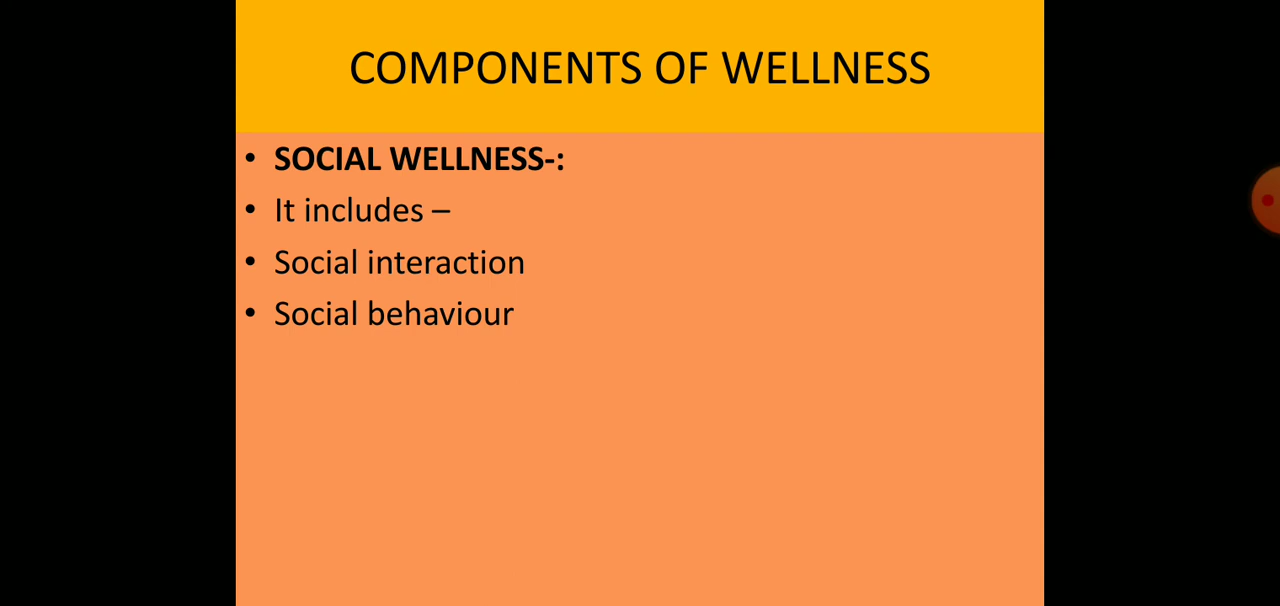 COMPONENTS OF WELLNESS
• SOCIAL WELLNESS-:
• It includes –
• Social interaction
• Social behaviour